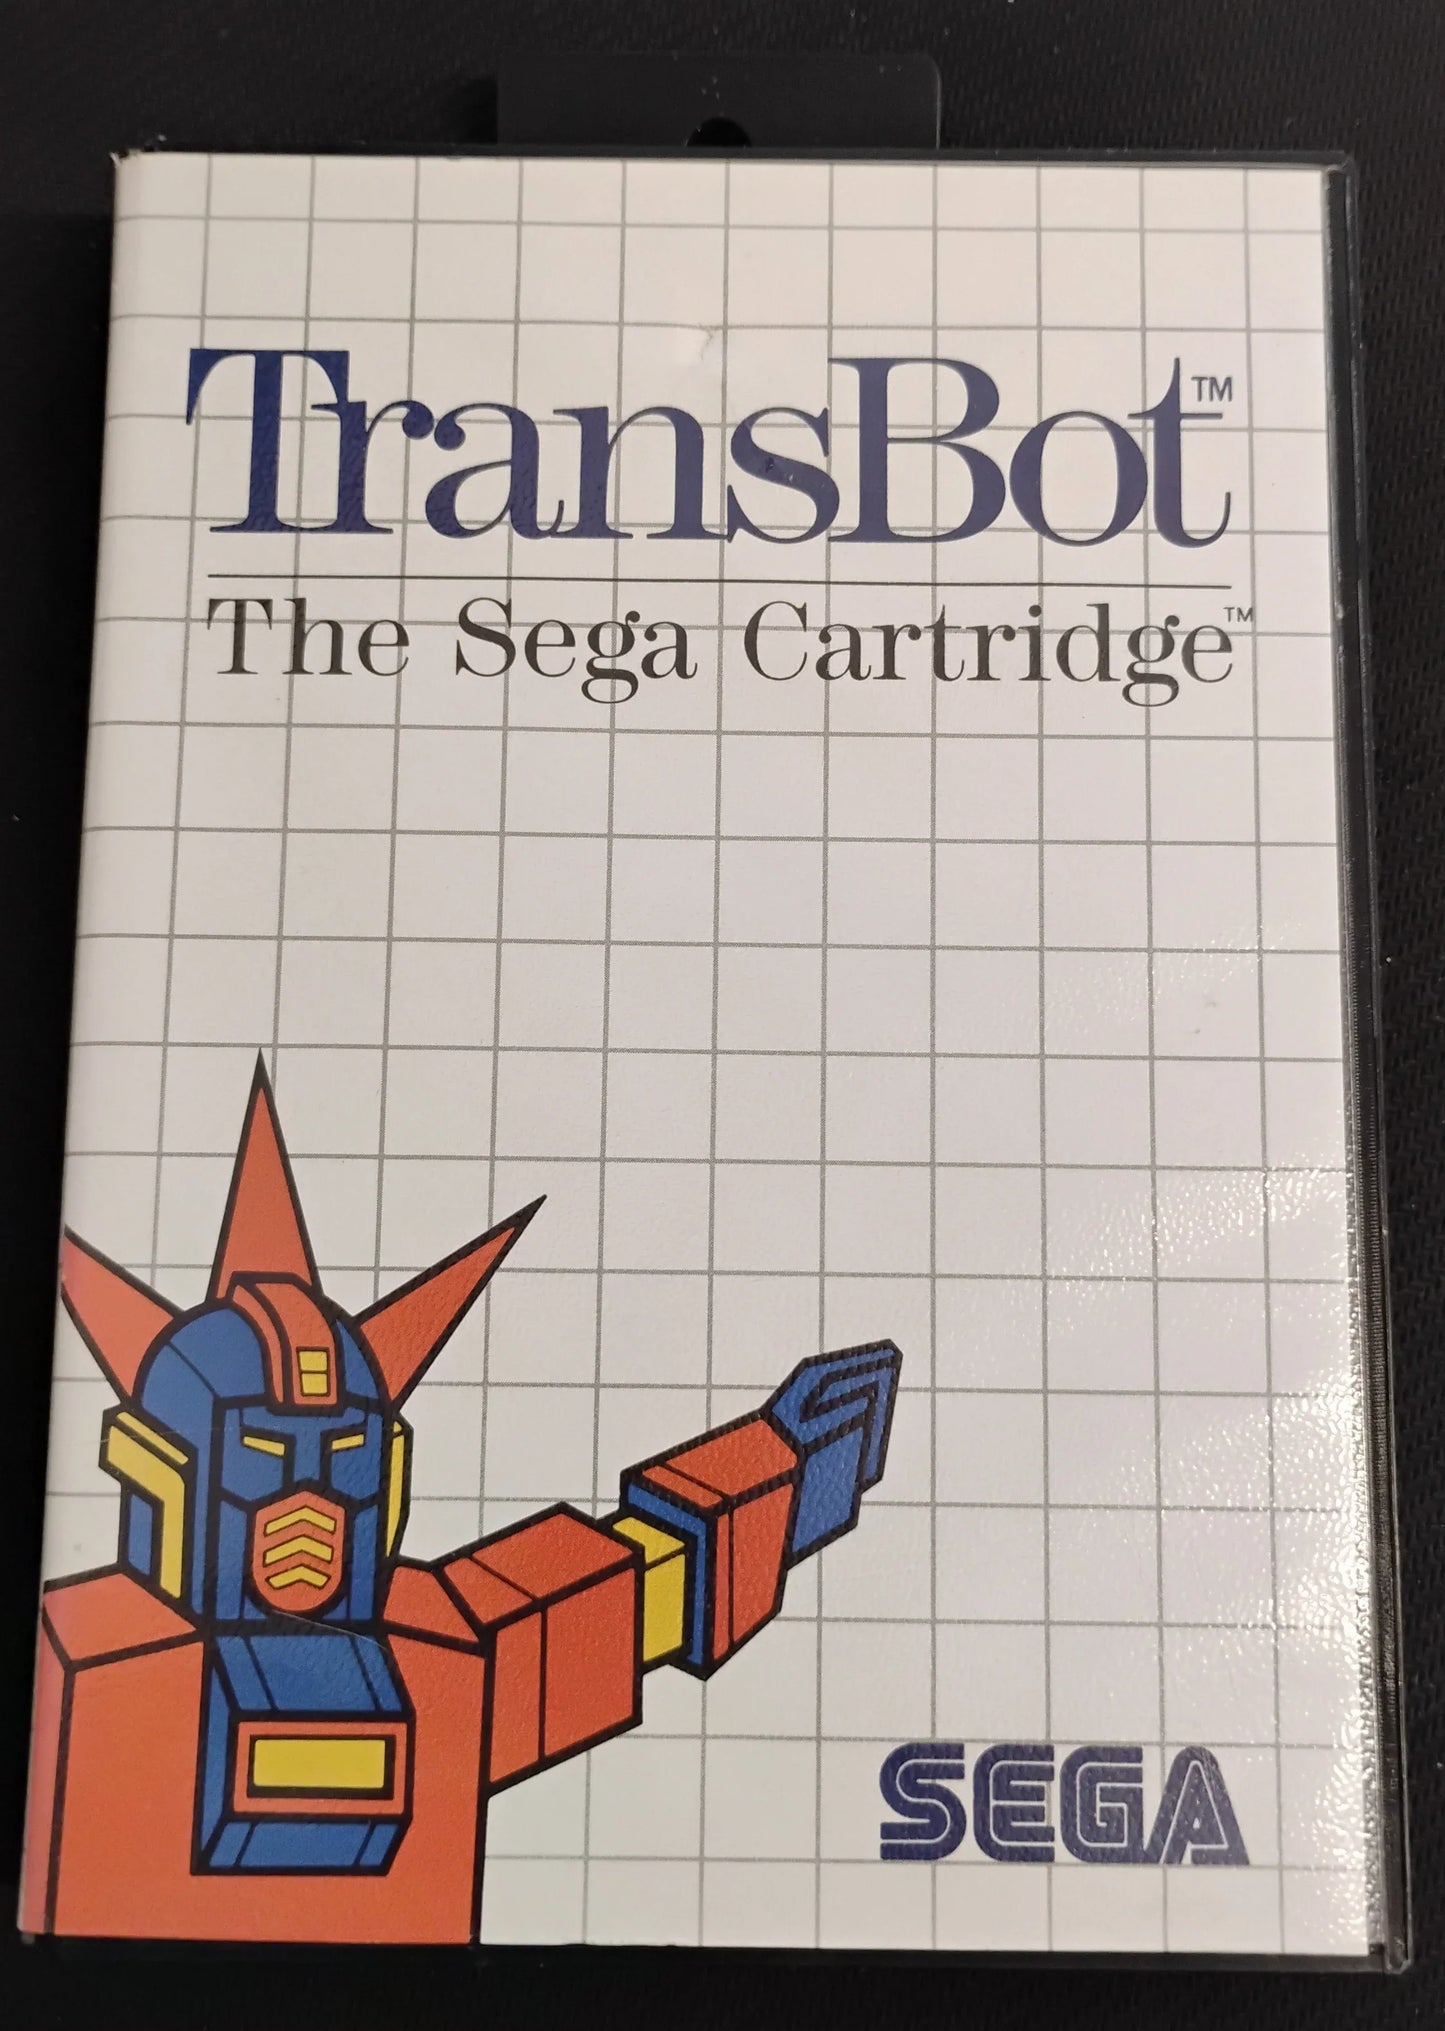 TransBot™
The Sega Cartridge™
SEGA